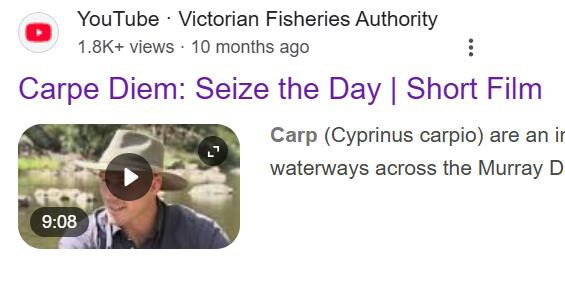 YouTube · Victorian Fisheries Authority
1.8K+ views · 10 months ago
Carpe Diem: Seize the Day | Short Film
Carp (Cyprinus carpio) are an
waterways across the Murray
9:08